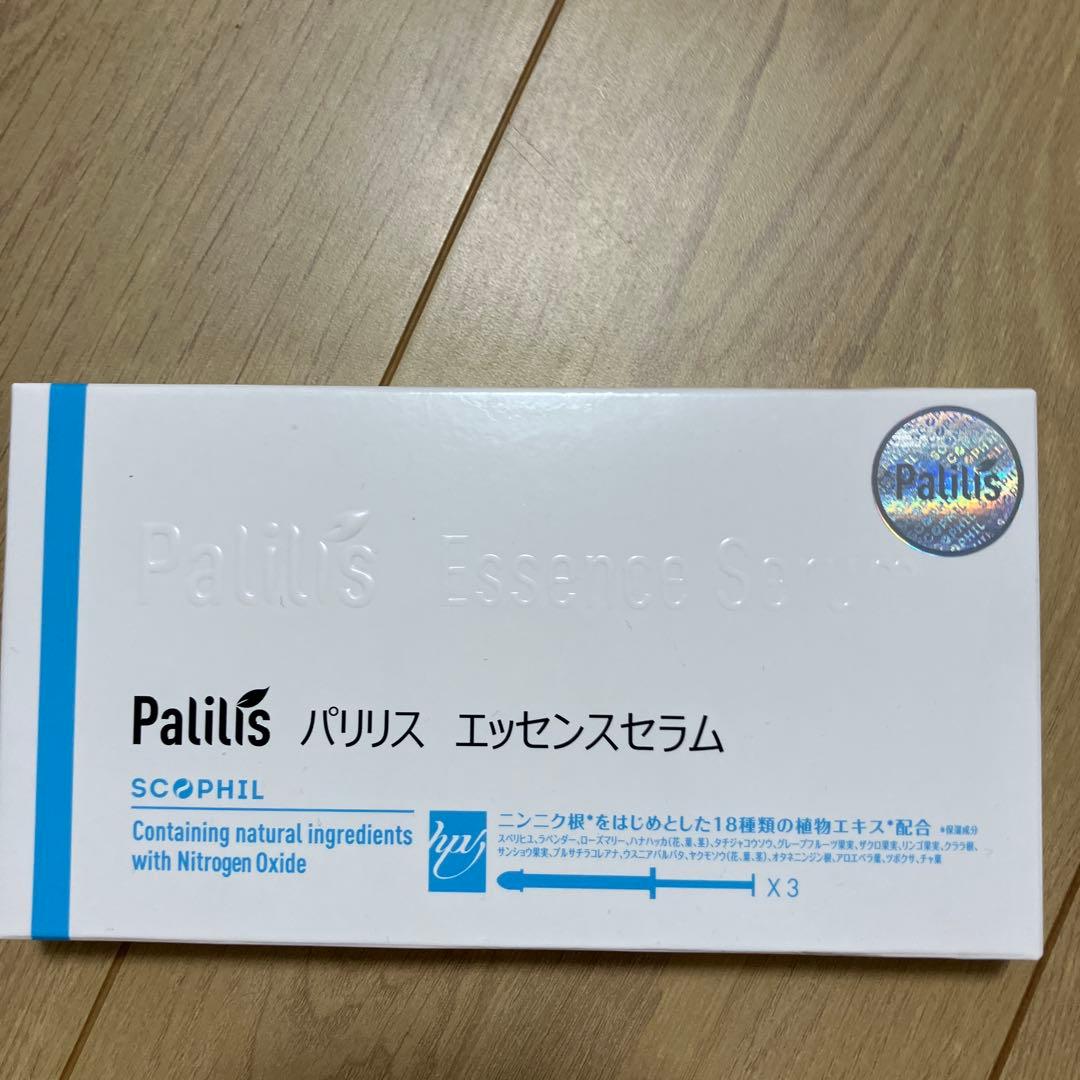 SCOPHIL
Palilis
SCOPHIL
Palilis Essence Serum
Palilis パリリス エッセンスセラム
SCOPHIL
Containing natural ingredients
with Nitrogen Oxide
hpv
ニンニク根*をはじめとした18種類の植物エキス*配合 *保湿成分
スベリヒユ、ラベンダー、ローズマリー、ハナハッカ(花、葉、茎)、タチジャコウソウ、グレープフルーツ果実、ザクロ果実、リンゴ果実、クララ根、
サンショウ果実、プルサチラコレアナ、ウスニアバルバタ、ヤクモソウ(花、葉、茎)、オタネニンジン根、アロエベラ葉、ツボクサ、チャ葉
X 3